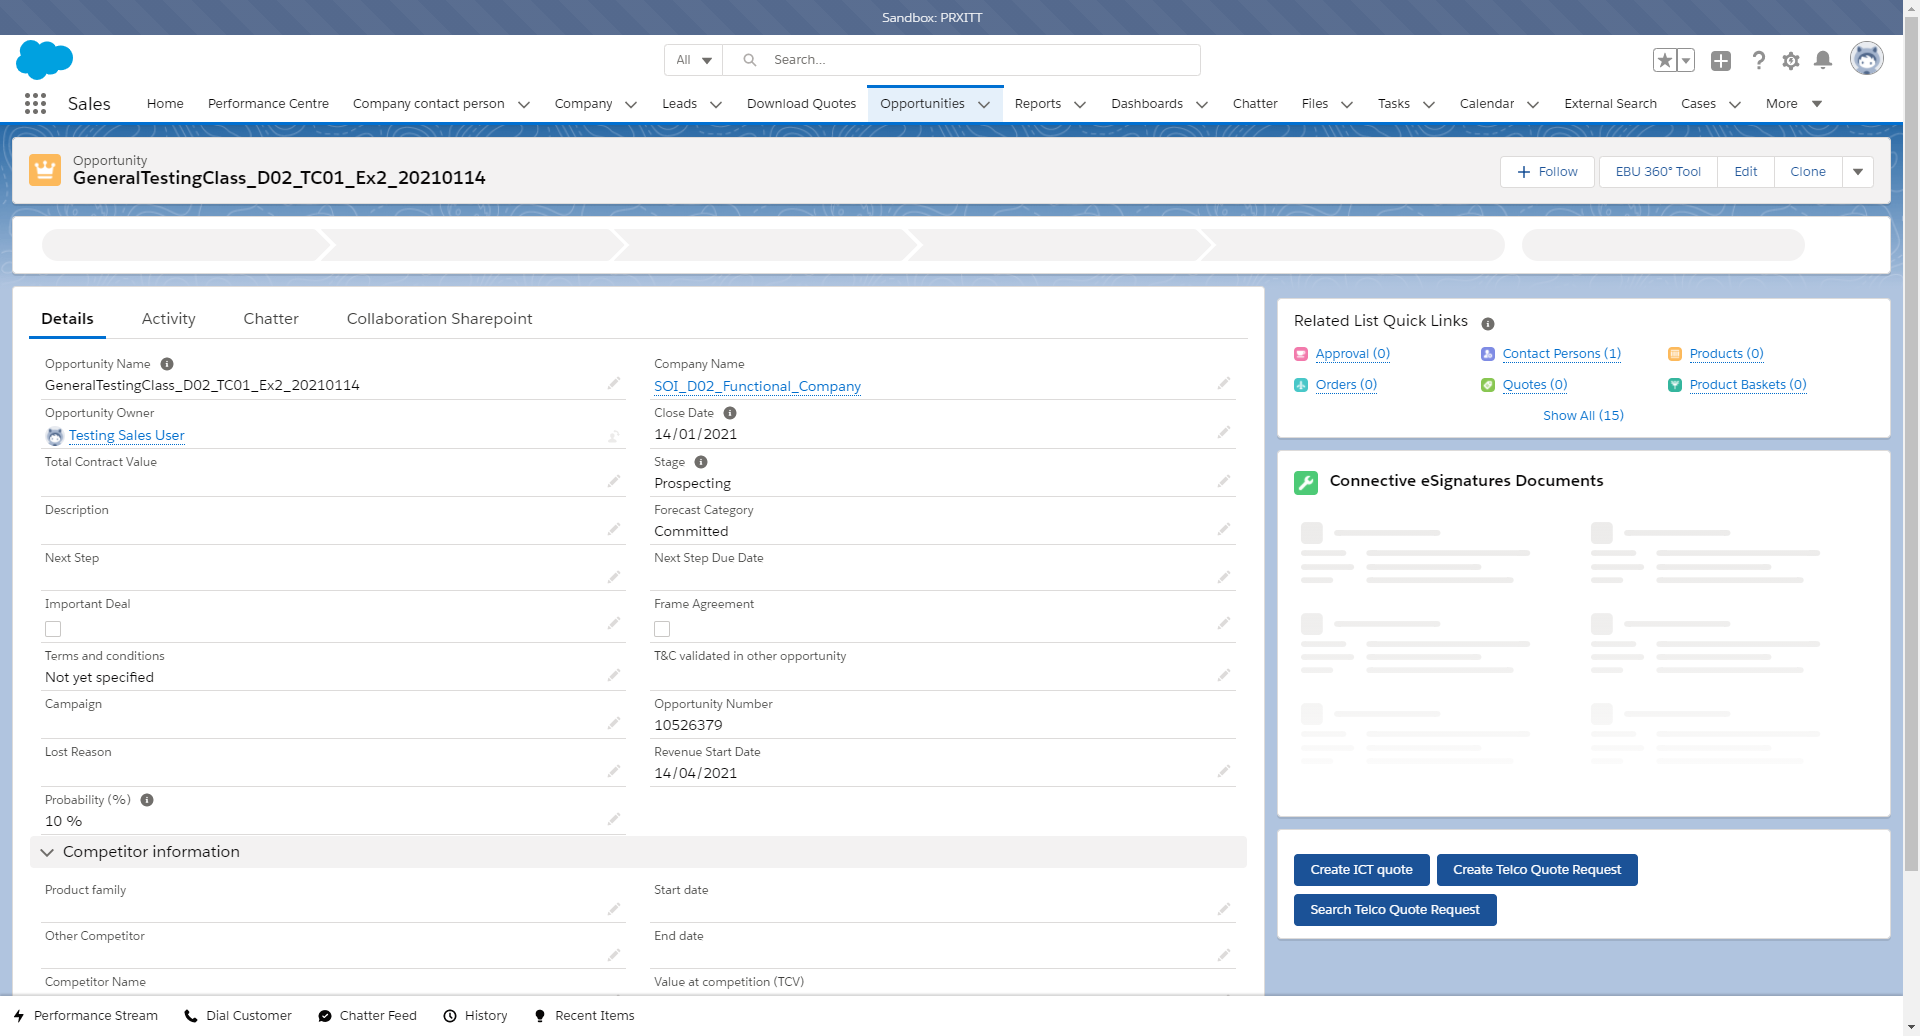 Sandbox: PRXITT
All
Search...
Sales
Home
Performance Centre
Company contact person
Company
Leads
Download Quotes
Opportunities
Reports
Dashboards
Chatter
Files
Tasks
Calendar
External Search
Cases
More
Opportunity
GeneralTestingClass_D02_TC01_Ex2_20210114
Follow
EBU 360° Tool
Edit
Clone
Details
Activity
Chatter
Collaboration Sharepoint
Opportunity Name
GeneralTestingClass_D02_TC01_Ex2_20210114
Company Name
SOI_D02_Functional_Company
Opportunity Owner
Testing Sales User
Close Date
14/01/2021
Total Contract Value
Stage
Prospecting
Description
Forecast Category
Committed
Next Step
Next Step Due Date
Important Deal
Frame Agreement
Terms and conditions
Not yet specified
T&C validated in other opportunity
Campaign
Opportunity Number
10526379
Lost Reason
Revenue Start Date
14/04/2021
Probability (%)
10 %
Competitor information
Product family
Start date
Other Competitor
End date
Competitor Name
Value at competition (TCV)
Related List Quick Links
Approval (0)
Contact Persons (1)
Products (0)
Orders (0)
Quotes (0)
Product Baskets (0)
Show All (15)
Connective eSignatures Documents
Create ICT quote
Create Telco Quote Request
Search Telco Quote Request
Performance Stream
Dial Customer
Chatter Feed
History
Recent Items